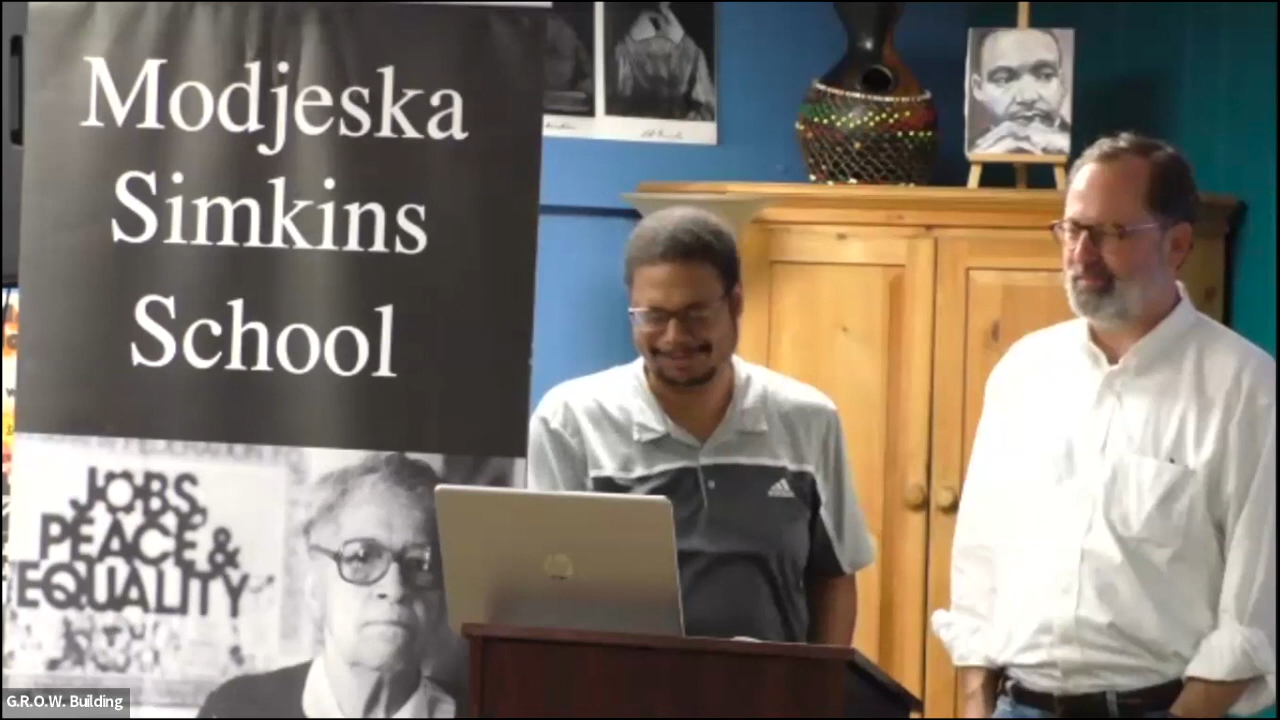 Modjeska
Simkins
School
JOBS,
PEACE &
EQUALITY
G.R.O.W. Building